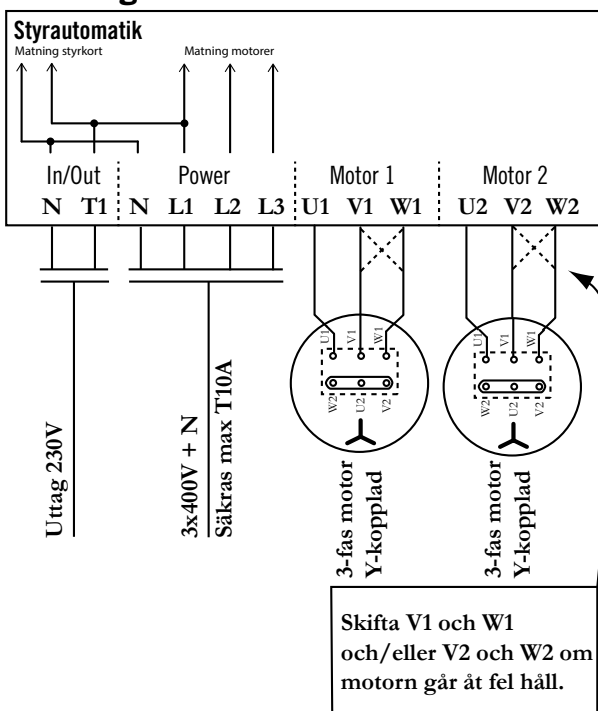 Styrautomatik
Matning styrkort Matning motorer
In/Out Power Motor 1 Motor 2
N T1 N L1 L2 L3 U1 V1 W1 U2 V2 W2
U1 V1 W1 U1 V1 W1
W2 U2 V2 W2 U2 V2
Uttag 230V
3x400V + N
Säkras max T10A
3-fas motor
Y-kopplad
3-fas motor
Y-kopplad
Skifta V1 och W1
och/eller V2 och W2 om
motorn går åt fel håll.